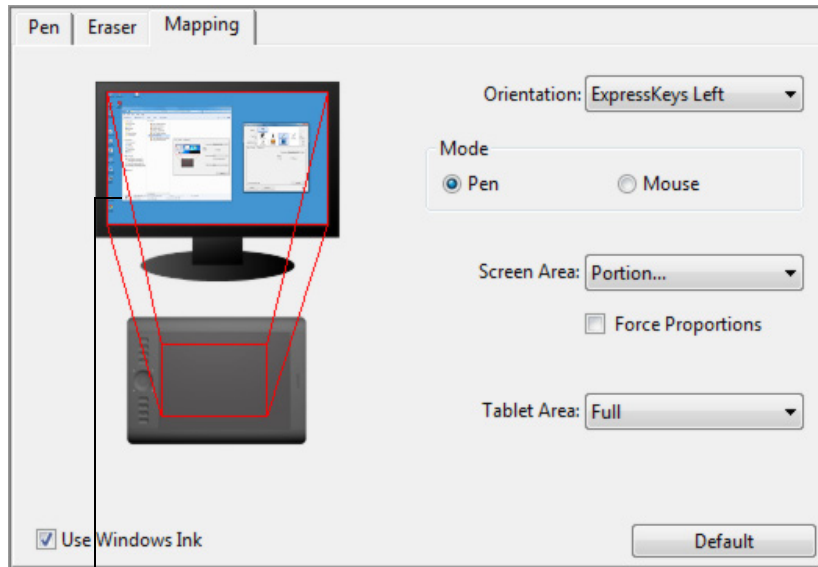 Pen Eraser Mapping
Orientation: ExpressKeys Left
Mode
Pen Mouse
Screen Area: Portion...
Force Proportions
Tablet Area: Full
Use Windows Ink Default